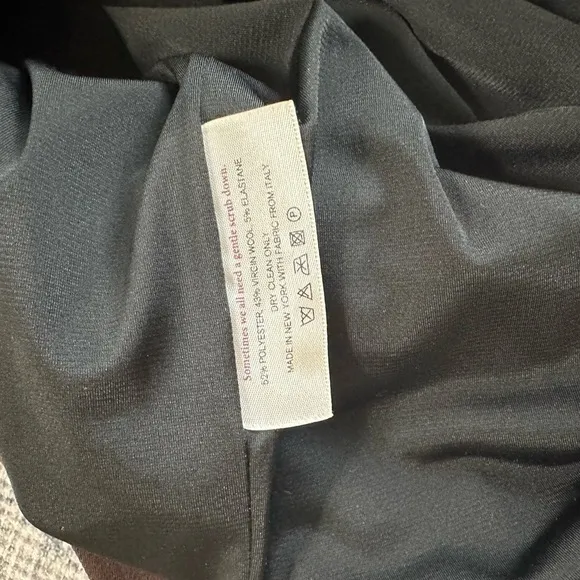 Sometimes we all need a gentle scrub down.
52% POLYESTER, 43% VIRGIN WOOL, 5% ELASTANE
DRY CLEAN ONLY
MADE IN NEW YORK WITH FABRIC FROM ITALY
P